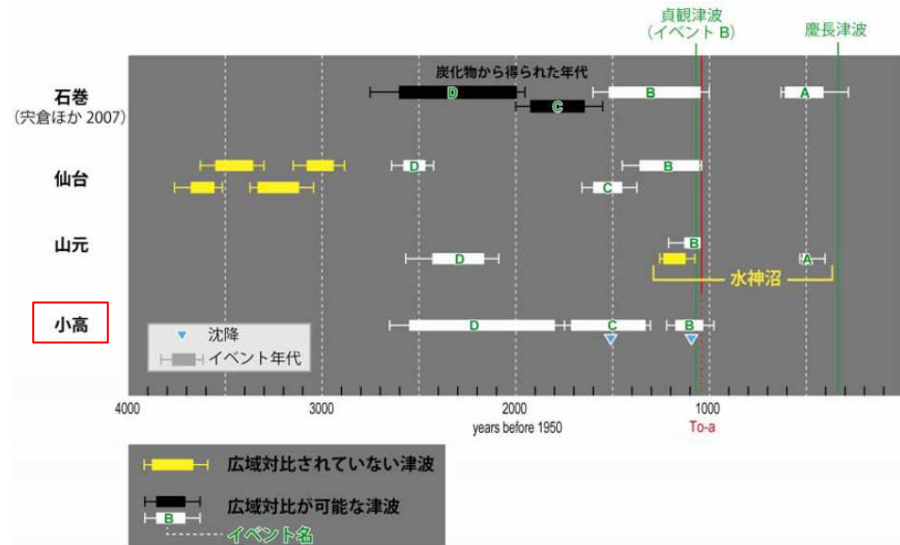 貞観津波
(イベント B)
慶長津波
炭化物から得られた年代
石巻
(宍倉ほか 2007)
D
B
A
C
仙台
D
B
C
山元
B
D
A
水神沼
小高
D
C
B
沈降
イベント年代
4000
3000
2000
1000
years before 1950
To-a
広域対比されていない津波
広域対比が可能な津波
B
イベント名